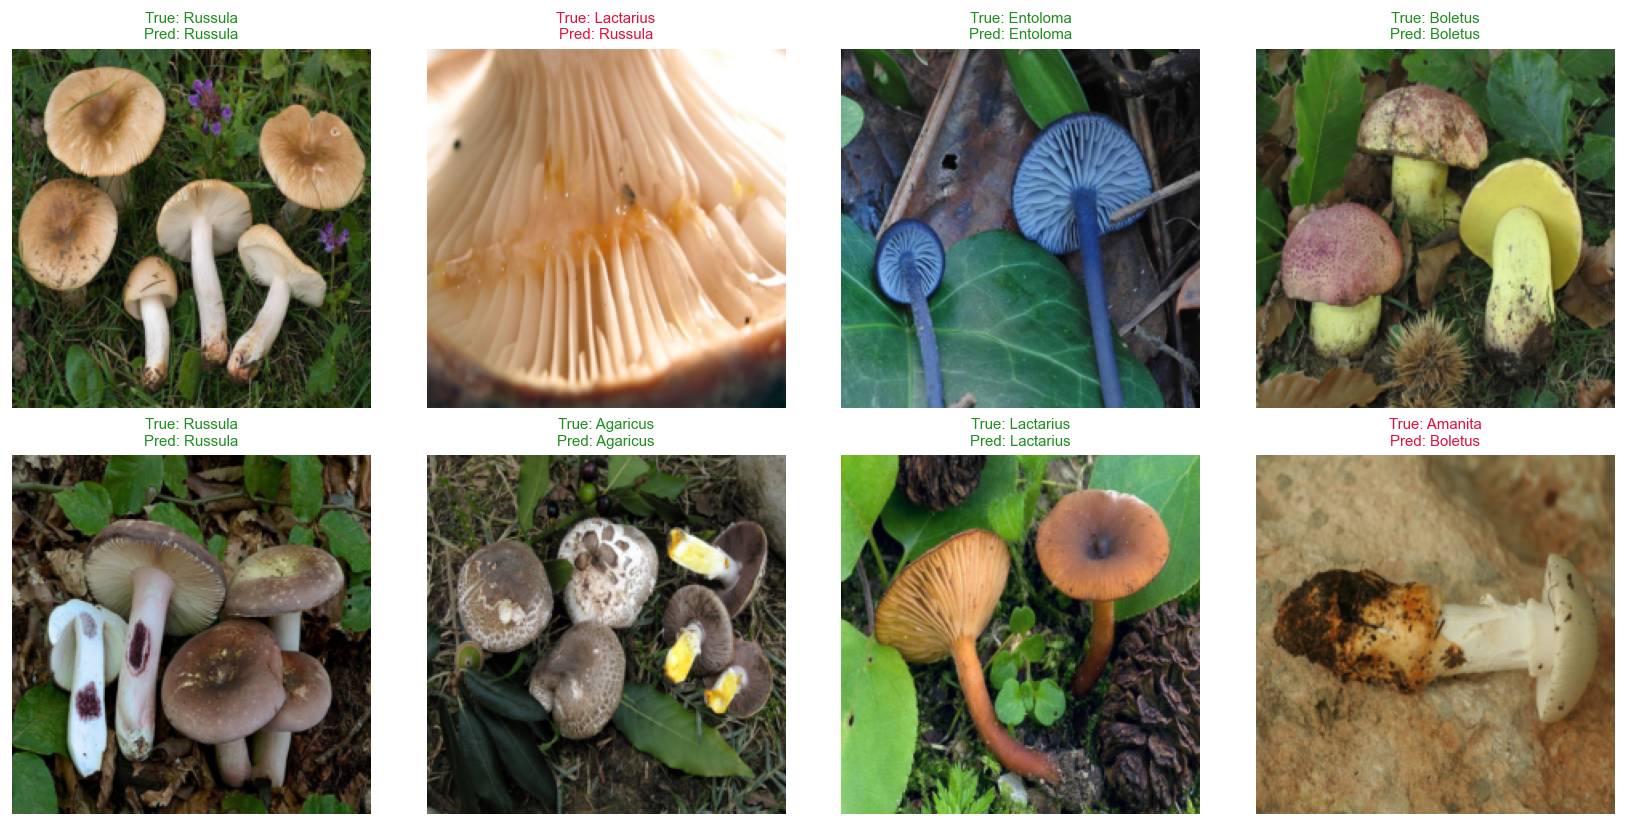 True: Russula
Pred: Russula
True: Lactarius
Pred: Russula
True: Entoloma
Pred: Entoloma
True: Boletus
Pred: Boletus
True: Russula
Pred: Russula
True: Agaricus
Pred: Agaricus
True: Lactarius
Pred: Lactarius
True: Amanita
Pred: Boletus